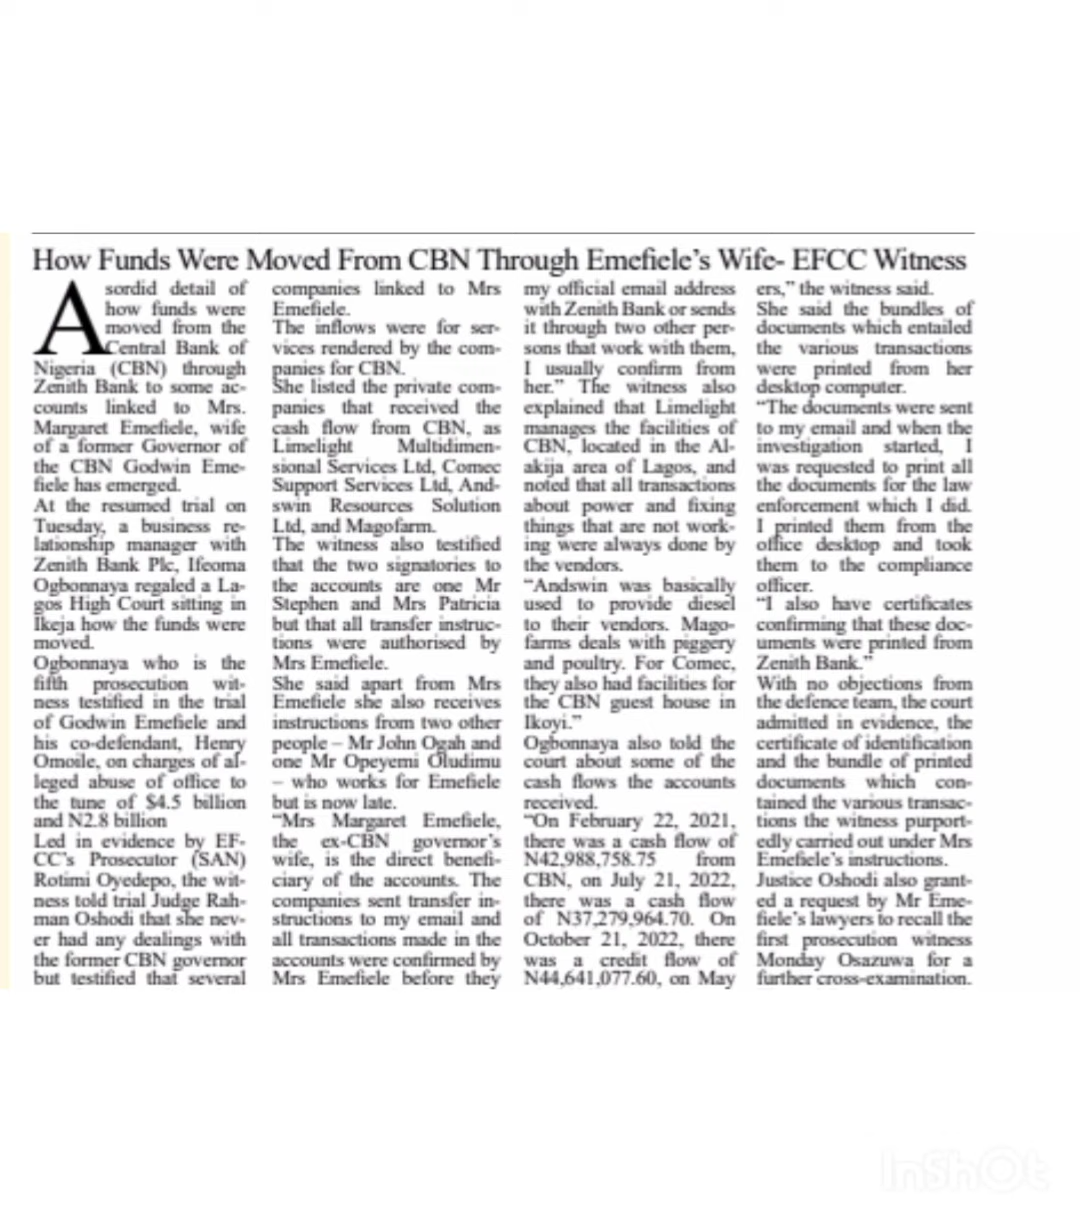 How Funds Were Moved From CBN Through Emefiele's Wife- EFCC Witness
A sordid detail of
how funds were
moved from the
Central Bank of
Nigeria (CBN) through
Zenith Bank to some ac-
counts linked to Mrs.
Margaret Emefiele, wife
of a former Governor of
the CBN Godwin Eme-
fiele has emerged.
At the resumed trial on
Tuesday, a business re-
lationship manager with
Zenith Bank Plc, Ifeoma
Ogbonnaya regaled a La-
gos High Court sitting in
Ikeja how the funds were
moved.
Ogbonnaya who is the
fifth prosecution wit-
ness testified in the trial
of Godwin Emefiele and
his co-defendant, Henry
Omoile, on charges of al-
leged abuse of office to
the tune of $4.5 billion
and N2.8 billion
Led in evidence by EF-
CC's Prosecutor (SAN)
Rotimi Oyedepo, the wit-
ness told trial Judge Rah-
man Oshodi that she nev-
er had any dealings with
the former CBN governor
but testified that several
companies linked to Mrs
Emefiele.
The inflows were for ser-
vices rendered by the com-
panies for CBN.
She listed the private com-
panies that received the
cash flow from CBN, as
Limelight Multidimen-
sional Services Ltd, Comec
Support Services Ltd, And-
swin Resources Solution
Ltd, and Magofarm.
The witness also testified
that the two signatories to
the accounts are one Mr
Stephen and Mrs Patricia
but that all transfer instruc-
tions were authorised by
Mrs Emefiele.
She said apart from Mrs
Emefiele she also receives
instructions from two other
people – Mr John Ogah and
one Mr Opeyemi Oludimu
– who works for Emefiele
but is now late.
"Mrs Margaret Emefiele,
the ex-CBN governor's
wife, is the direct benefi-
ciary of the accounts. The
companies sent transfer in-
structions to my email and
all transactions made in the
accounts were confirmed by
Mrs Emefiele before they
my official email address
with Zenith Bank or sends
it through two other per-
sons that work with them,
I usually confirm from
her." The witness also
explained that Limelight
manages the facilities of
CBN, located in the Al-
akija area of Lagos, and
noted that all transactions
about power and fixing
things that are not work-
ing were always done by
the vendors.
"Andswin was basically
used to provide diesel
to their vendors. Mago-
farms deals with piggery
and poultry. For Comec,
they also had facilities for
the CBN guest house in
Ikoyi."
Ogbonnaya also told the
court about some of the
cash flows the accounts
received.
"On February 22, 2021,
there was a cash flow of
N42,988,758.75 from
CBN, on July 21, 2022,
there was a cash flow
of N37,279,964.70. On
October 21, 2022, there
was a credit flow of
N44,641,077.60, on May
ers," the witness said.
She said the bundles of
documents which entailed
the various transactions
were printed from her
desktop computer.
"The documents were sent
to my email and when the
investigation started, I
was requested to print all
the documents for the law
enforcement which I did.
I printed them from the
office desktop and took
them to the compliance
officer.
"I also have certificates
confirming that these doc-
uments were printed from
Zenith Bank."
With no objections from
the defence team, the court
admitted in evidence, the
certificate of identification
and the bundle of printed
documents which con-
tained the various transac-
tions the witness purport-
edly carried out under Mrs
Emefiele's instructions.
Justice Oshodi also grant-
ed a request by Mr Eme-
fiele's lawyers to recall the
first prosecution witness
Monday Osazuwa for a
further cross-examination.
InShOt